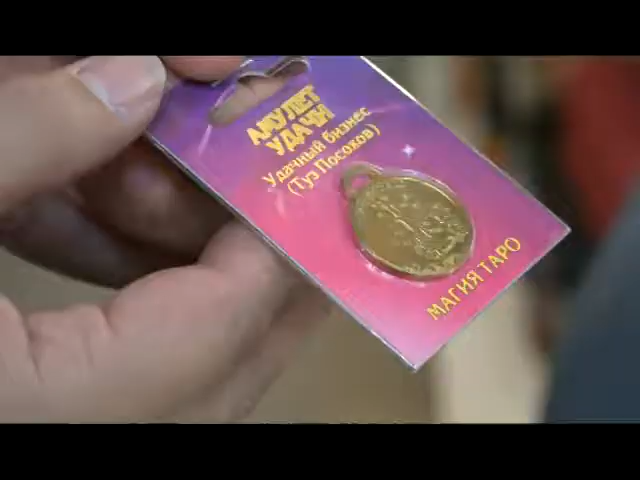 АМУЛЕТ
УДАЧИ
Удачный бизнес
(Туз Посохов)
МАГИЯ ТАРО